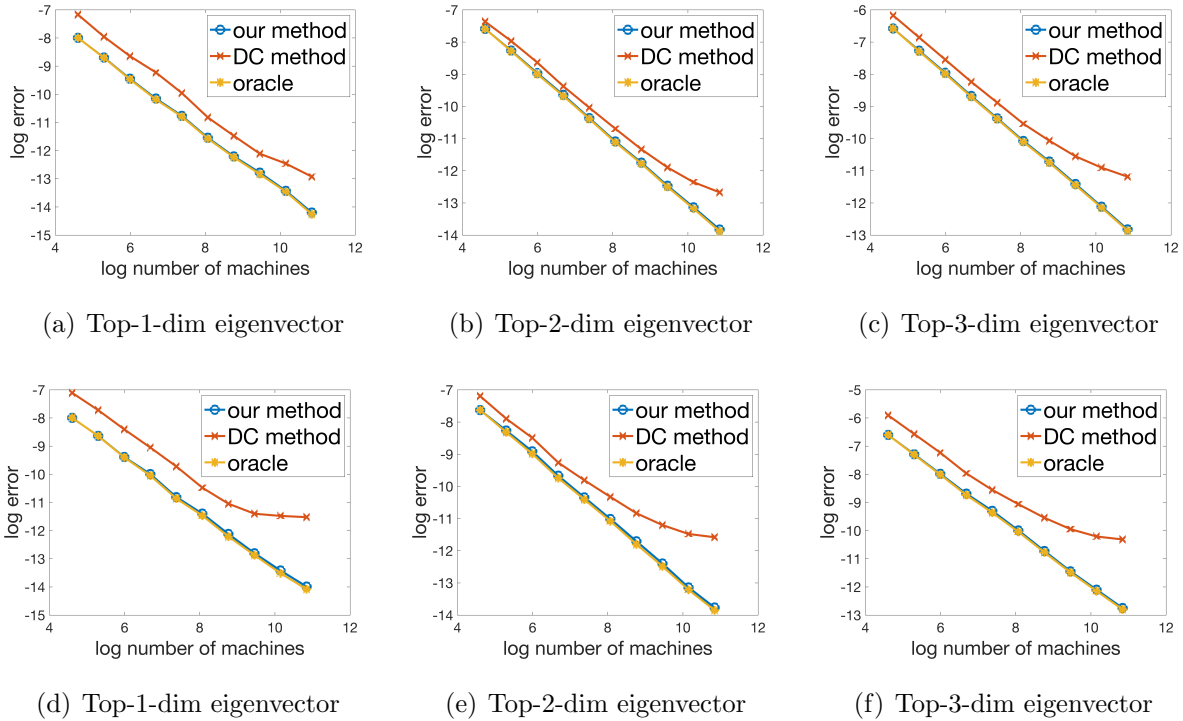 -7
-8
-9
-10
-11
-12
-13
-14
-15
4
6
8
10
12
log error
log number of machines
our method
DC method
oracle
(a) Top-1-dim eigenvector
-7
-8
-9
-10
-11
-12
-13
-14
4
6
8
10
12
log error
log number of machines
our method
DC method
oracle
(b) Top-2-dim eigenvector
-6
-7
-8
-9
-10
-11
-12
-13
4
6
8
10
12
log error
log number of machines
our method
DC method
oracle
(c) Top-3-dim eigenvector
-7
-8
-9
-10
-11
-12
-13
-14
-15
4
6
8
10
12
log error
log number of machines
our method
DC method
oracle
(d) Top-1-dim eigenvector
-7
-8
-9
-10
-11
-12
-13
-14
4
6
8
10
12
log error
log number of machines
our method
DC method
oracle
(e) Top-2-dim eigenvector
-5
-6
-7
-8
-9
-10
-11
-12
-13
4
6
8
10
12
log error
log number of machines
our method
DC method
oracle
(f) Top-3-dim eigenvector